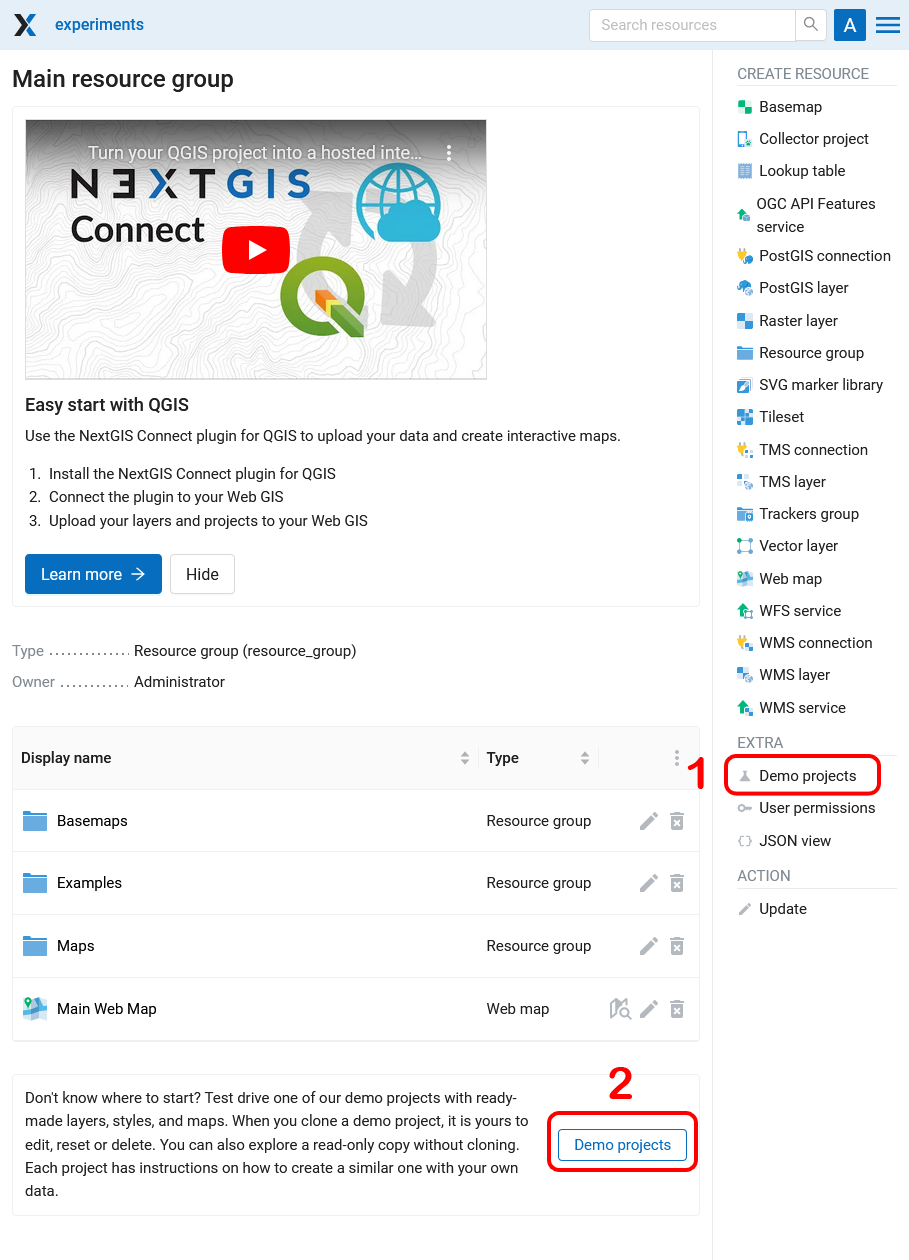 experiments
Search resources
A
Main resource group
Turn your QGIS project into a hosted inte...
NEXTGIS
Connect
Easy start with QGIS
Use the NextGIS Connect plugin for QGIS to upload your data and create interactive maps.
1. Install the NextGIS Connect plugin for QGIS
2. Connect the plugin to your Web GIS
3. Upload your layers and projects to your Web GIS
Learn more
Hide
Type .............. Resource group (resource_group)
Owner ............ Administrator
Display name
Type
Basemaps
Resource group
Examples
Resource group
Maps
Resource group
Main Web Map
Web map
Don't know where to start? Test drive one of our demo projects with ready-
made layers, styles, and maps. When you clone a demo project, it is yours to
edit, reset or delete. You can also explore a read-only copy without cloning.
Each project has instructions on how to create a similar one with your own
data.
2
Demo projects
CREATE RESOURCE
Basemap
Collector project
Lookup table
OGC API Features
service
PostGIS connection
PostGIS layer
Raster layer
Resource group
SVG marker library
Tileset
TMS connection
TMS layer
Trackers group
Vector layer
Web map
WFS service
WMS connection
WMS layer
WMS service
EXTRA
1
Demo projects
User permissions
JSON view
ACTION
Update